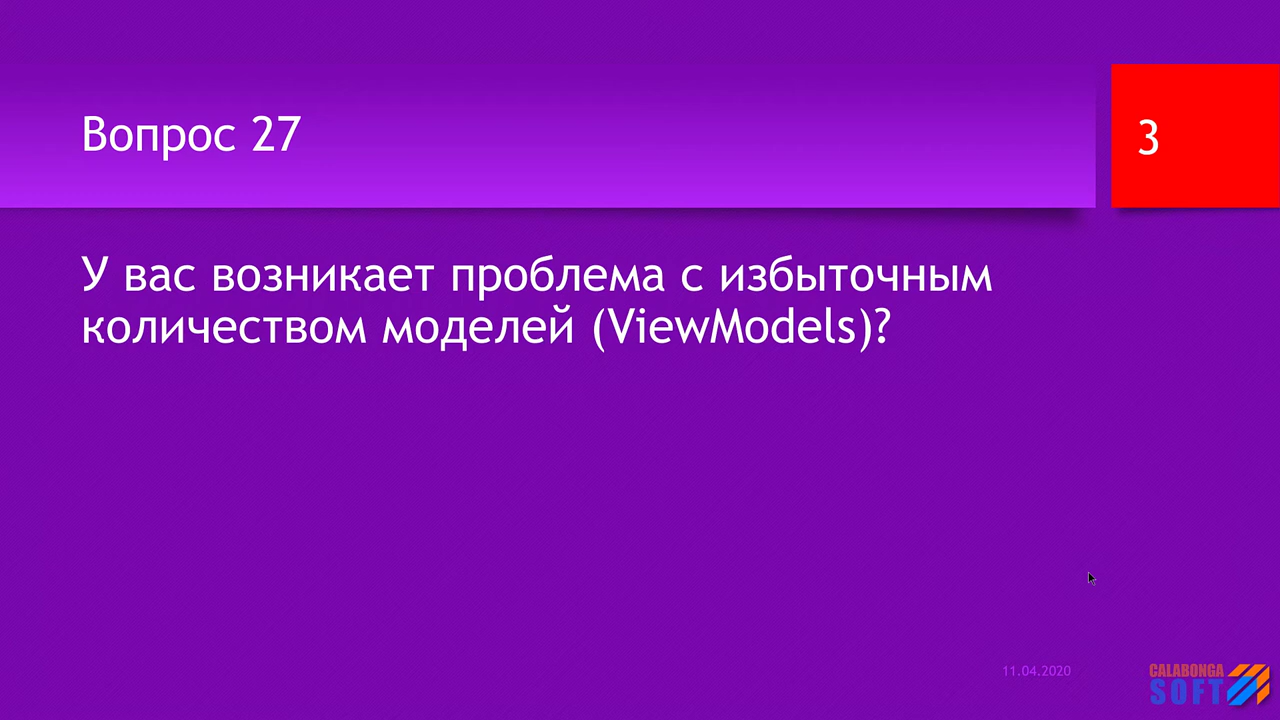 Вопрос 27
3
У вас возникает проблема с избыточным
количеством моделей (ViewModels)?
11.04.2020
CALABONGA
SOFT